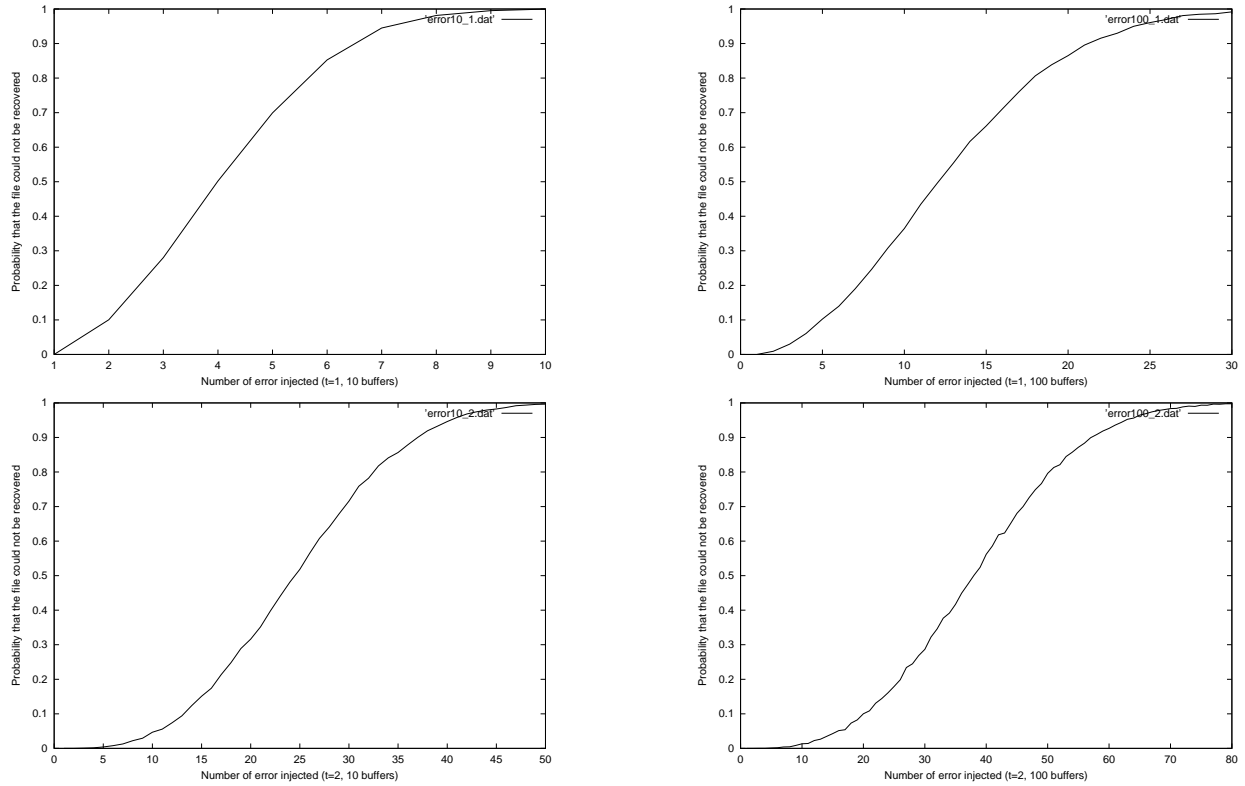 1
0.9
0.8
0.7
0.6
0.5
0.4
0.3
0.2
0.1
0
Probability that the file could not be recovered
'error10_1.dat'
1 2 3 4 5 6 7 8 9 10
Number of error injected (t=1, 10 buffers)
1
0.9
0.8
0.7
0.6
0.5
0.4
0.3
0.2
0.1
0
Probability that the file could not be recovered
'error100_1.dat'
0 5 10 15 20 25 30
Number of error injected (t=1, 100 buffers)
1
0.9
0.8
0.7
0.6
0.5
0.4
0.3
0.2
0.1
0
Probability that the file could not be recovered
'error10_2.dat'
0 5 10 15 20 25 30 35 40 45 50
Number of error injected (t=2, 10 buffers)
1
0.9
0.8
0.7
0.6
0.5
0.4
0.3
0.2
0.1
0
Probability that the file could not be recovered
'error100_2.dat'
0 10 20 30 40 50 60 70 80
Number of error injected (t=2, 100 buffers)